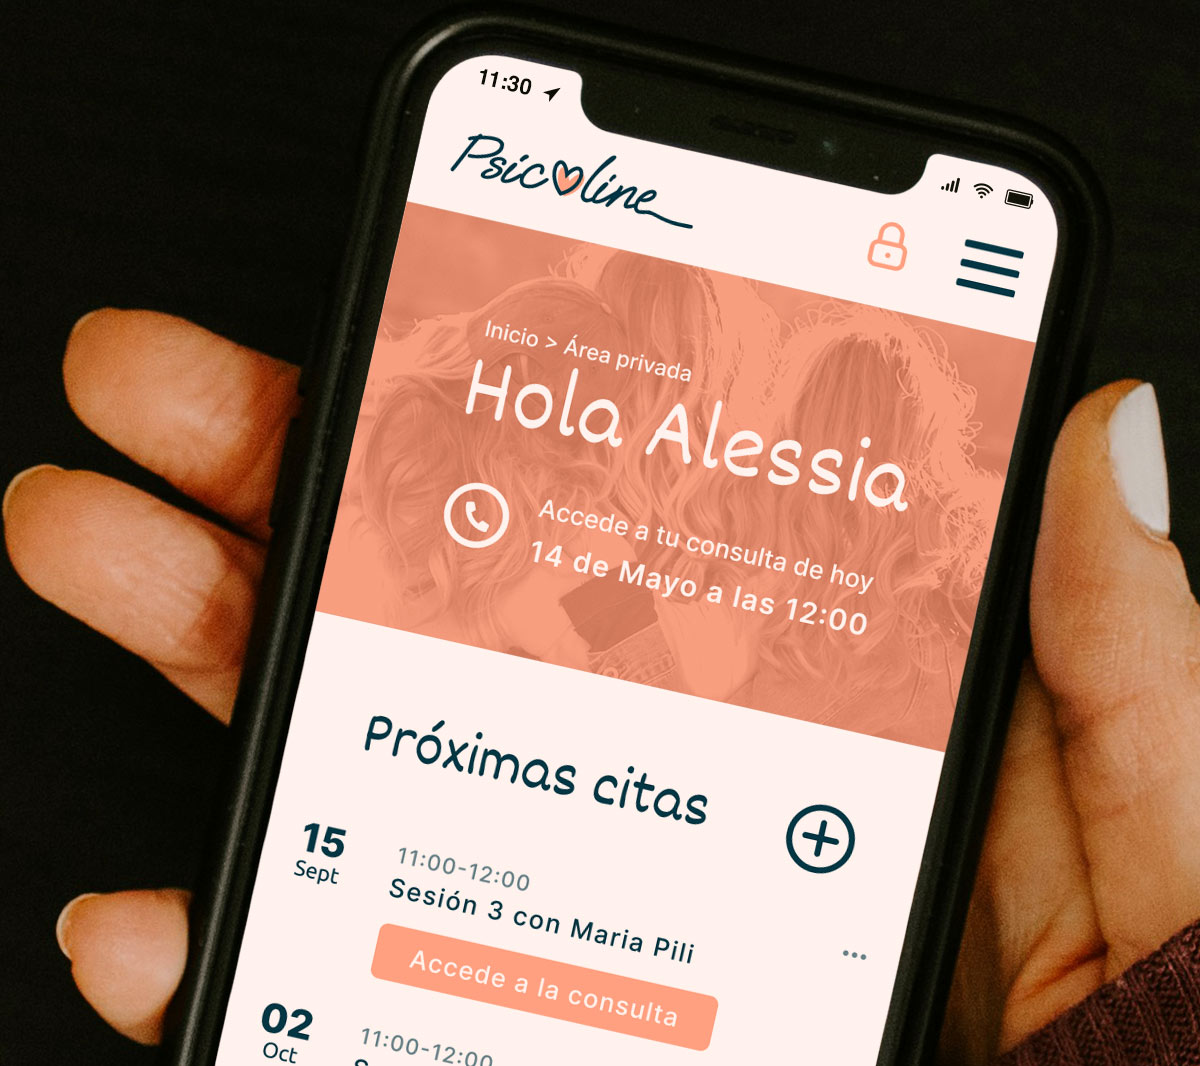 11:30
Psicoline
Inicio > Área privada
Hola Alessia
Accede a tu consulta de hoy
14 de Mayo a las 12:00
Próximas citas
15
Sept
11:00-12:00
Sesión 3 con Maria Pili
Accede a la consulta
02
Oct
11:00-12:00